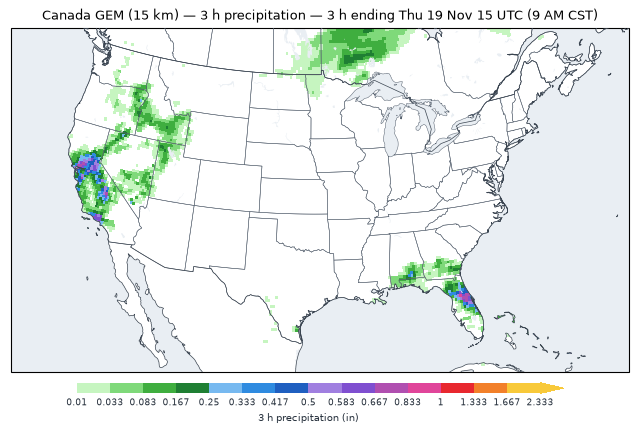 Canada GEM (15 km) — 3 h precipitation — 3 h ending Thu 19 Nov 15 UTC (9 AM CST)
0.01 0.033 0.083 0.167 0.25 0.333 0.417 0.5 0.583 0.667 0.833 1 1.333 1.667 2.333
3 h precipitation (in)